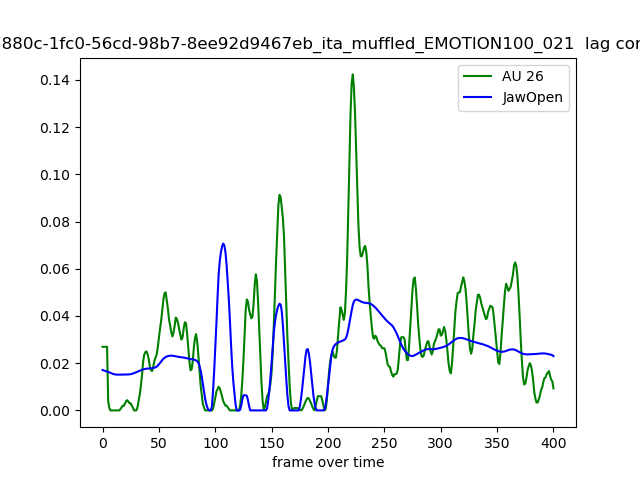 7880c-1fc0-56cd-98b7-8ee92d9467eb_ita_muffled_EMOTION100_021 lag cor
AU 26
JawOpen
0.14
0.12
0.10
0.08
0.06
0.04
0.02
0.00
0 50 100 150 200 250 300 350 400
frame over time